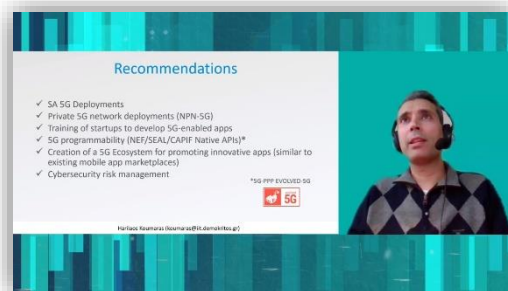 Recommendations
✓ SA 5G Deployments
✓ Private 5G network deployments (NPN-5G)
✓ Training of startups to develop 5G-enabled apps
✓ 5G programmability (NEF/SEAL/CAPIF Native APIs)*
✓ Creation of a 5G Ecosystem for promoting innovative apps (similar to
existing mobile app marketplaces)
✓ Cybersecurity risk management
*5G PPP EVOLVED-5G
5G
Harilaos Koumaras (koumaras@iit.demokritos.gr)